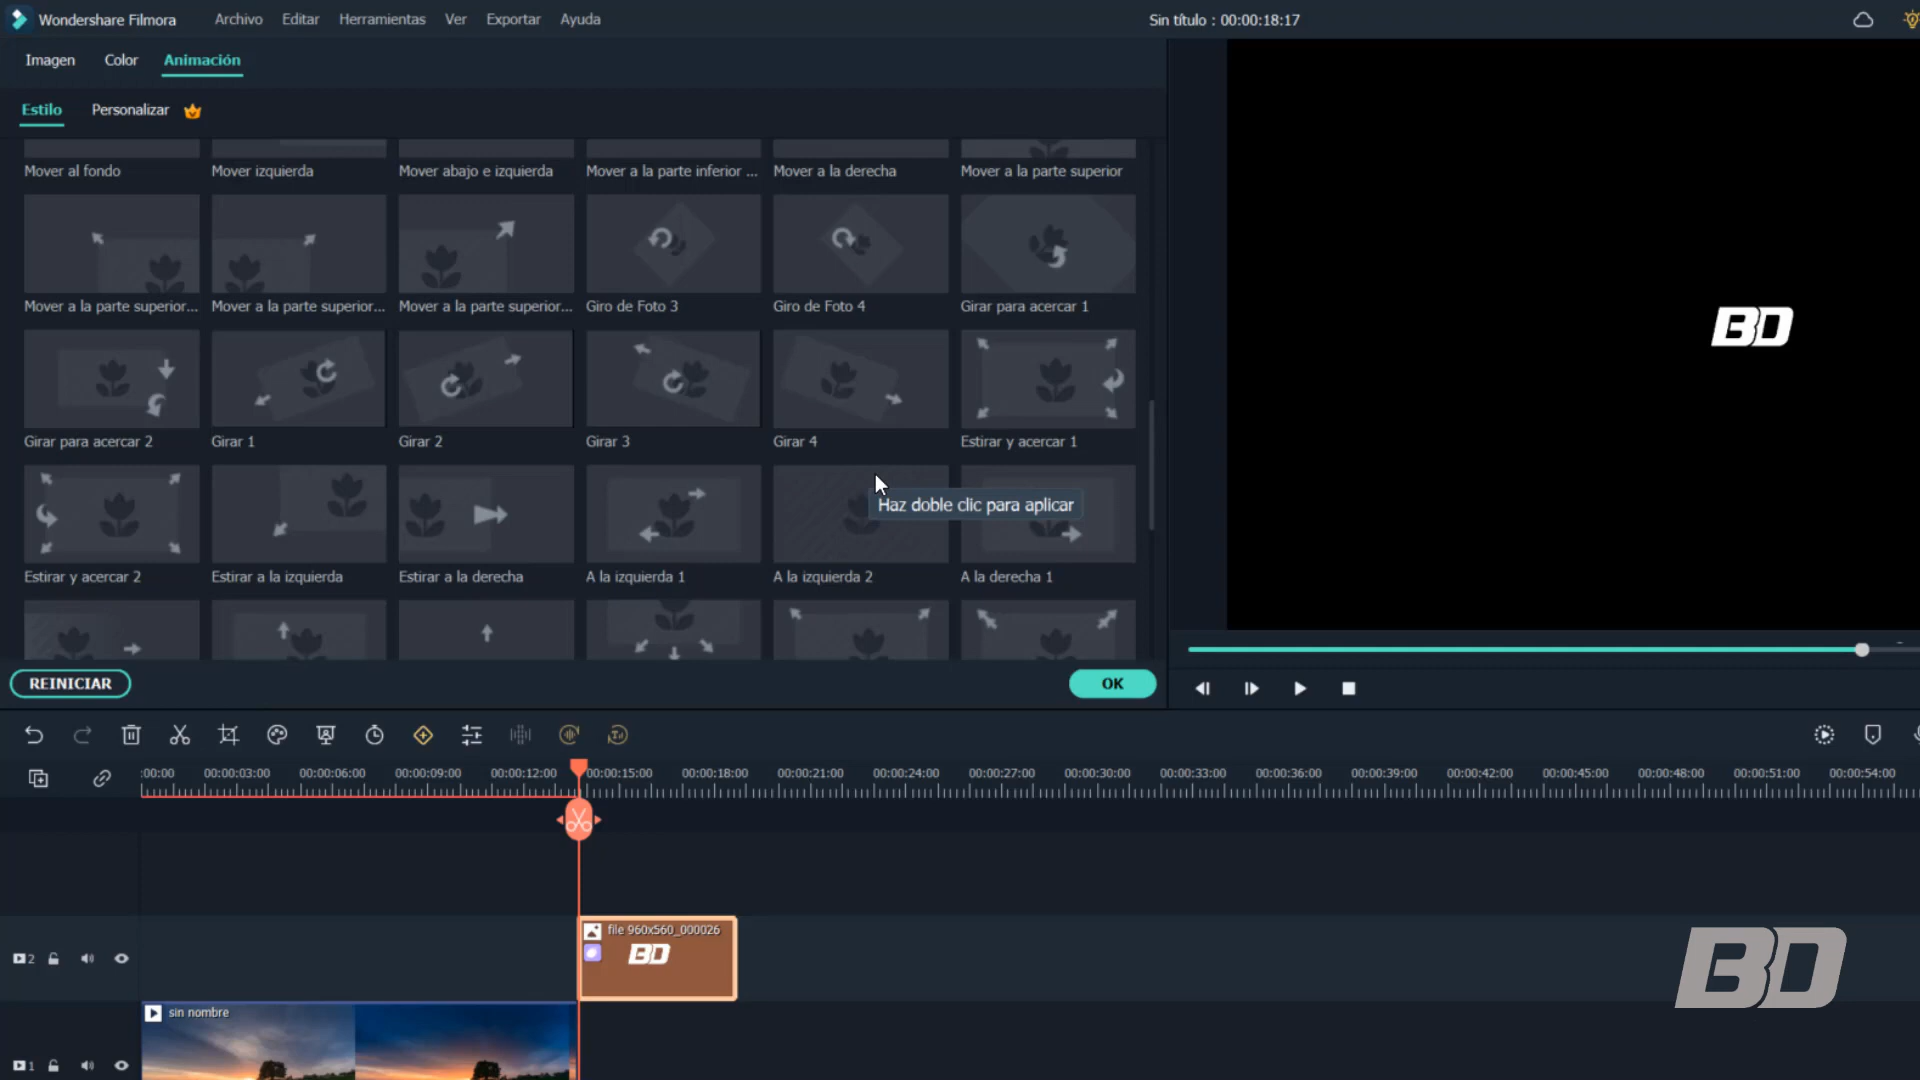 Wondershare Filmora
Archivo
Editar
Herramientas
Ver
Exportar
Ayuda
Sin título : 00:00:18:17
Imagen
Color
Animación
Estilo
Personalizar
Mover al fondo
Mover izquierda
Mover abajo e izquierda
Mover a la parte inferior ...
Mover a la derecha
Mover a la parte superior
Mover a la parte superior...
Mover a la parte superior...
Mover a la parte superior...
Giro de Foto 3
Giro de Foto 4
Girar para acercar 1
BD
Girar para acercar 2
Girar 1
Girar 2
Girar 3
Girar 4
Estirar y acercar 1
Haz doble clic para aplicar
Estirar y acercar 2
Estirar a la izquierda
Estirar a la derecha
A la izquierda 1
A la izquierda 2
A la derecha 1
REINICIAR
OK
:00:00
00:00:03:00
00:00:06:00
00:00:09:00
00:00:12:00
00:00:15:00
00:00:18:00
00:00:21:00
00:00:24:00
00:00:27:00
00:00:30:00
00:00:33:00
00:00:36:00
00:00:39:00
00:00:42:00
00:00:45:00
00:00:48:00
00:00:51:00
00:00:54:00
file 960x560_000026
BD
2
BD
sin nombre
1